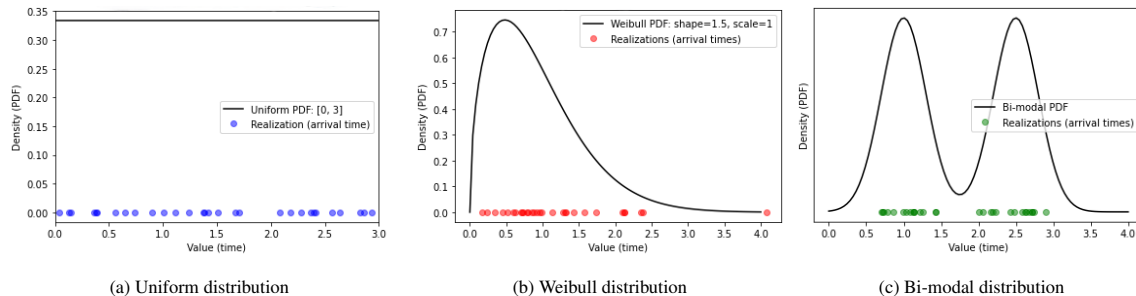 0.35
0.30
0.25
0.20
0.15
0.10
0.05
0.00
Density (PDF)
Uniform PDF: [0, 3]
Realization (arrival time)
0.0 0.5 1.0 1.5 2.0 2.5 3.0
Value (time)
(a) Uniform distribution
0.7
0.6
0.5
0.4
0.3
0.2
0.1
0.0
Density (PDF)
Weibull PDF: shape=1.5, scale=1
Realizations (arrival times)
0.0 0.5 1.0 1.5 2.0 2.5 3.0 3.5 4.0
Value (time)
(b) Weibull distribution
Density (PDF)
Bi-modal PDF
Realizations (arrival times)
0.0 0.5 1.0 1.5 2.0 2.5 3.0 3.5 4.0
Value (time)
(c) Bi-modal distribution